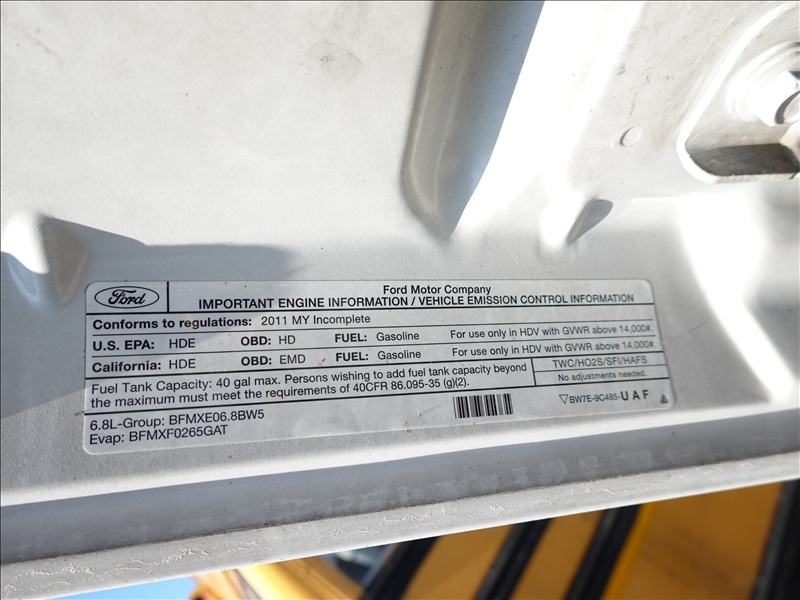 Ford
Ford Motor Company
IMPORTANT ENGINE INFORMATION / VEHICLE EMISSION CONTROL INFORMATION
Conforms to regulations: 2011 MY Incomplete
U.S. EPA: HDE OBD: HD FUEL: Gasoline For use only in HDV with GVWR above 14,000#.
California: HDE OBD: EMD FUEL: Gasoline For use only in HDV with GVWR above 14,000#.
Fuel Tank Capacity: 40 gal max. Persons wishing to add fuel tank capacity beyond
the maximum must meet the requirements of 40CFR 86.095-35 (g)(2).
TWC/HO2S/SFI/HAFS
No adjustments needed.
6.8L-Group: BFMXE06.8BW5
Evap: BFMXF0265GAT
BW7E-9C485-UAF